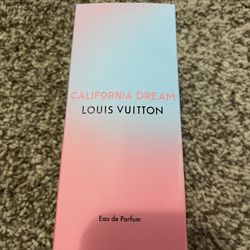 CALIFORNIA DREAM
LOUIS VUITTON
Eau de Parfum